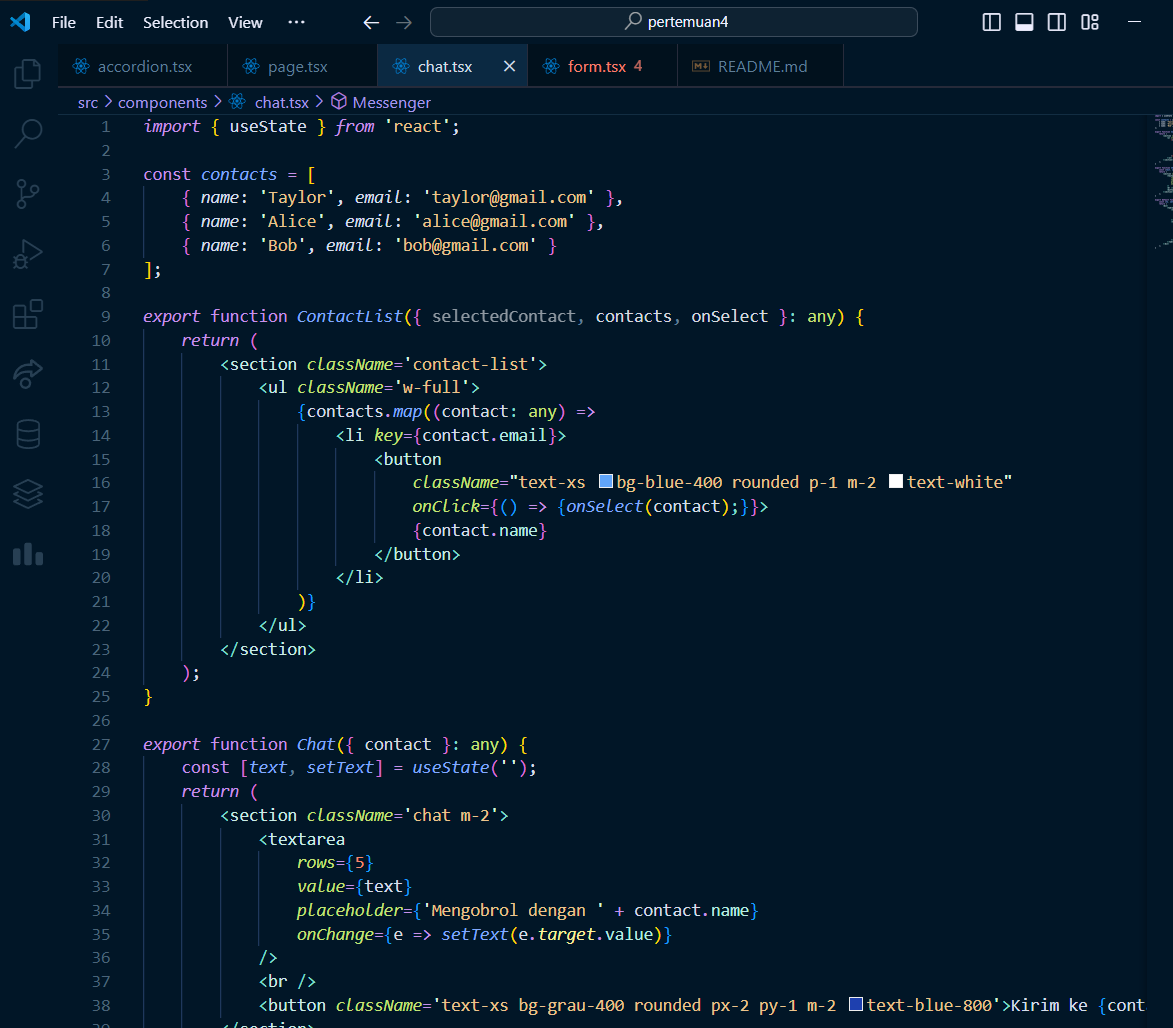 File Edit Selection View ··· ← → pertemuan4
accordion.tsx page.tsx chat.tsx × form.tsx 4 README.md
src > components > chat.tsx > Messenger
1 import { useState } from 'react';
2
3 const contacts = [
4 { name: 'Taylor', email: 'taylor@gmail.com' },
5 { name: 'Alice', email: 'alice@gmail.com' },
6 { name: 'Bob', email: 'bob@gmail.com' }
7 ];
8
9 export function ContactList({ selectedContact, contacts, onSelect }: any) {
10 return (
11 <section className='contact-list'>
12 <ul className='w-full'>
13 {contacts.map((contact: any) =>
14 <li key={contact.email}>
15 <button
16 className="text-xs bg-blue-400 rounded p-1 m-2 text-white"
17 onClick={() => {onSelect(contact);}}>
18 {contact.name}
19 </button>
20 </li>
21 )}
22 </ul>
23 </section>
24 );
25 }
26
27 export function Chat({ contact }: any) {
28 const [text, setText] = useState('');
29 return (
30 <section className='chat m-2'>
31 <textarea
32 rows={5}
33 value={text}
34 placeholder={'Mengobrol dengan ' + contact.name}
35 onChange={e => setText(e.target.value)}
36 />
37 <br />
38 <button className='text-xs bg-grau-400 rounded px-2 py-1 m-2 text-blue-800'>Kirim ke {cont
39 </section>